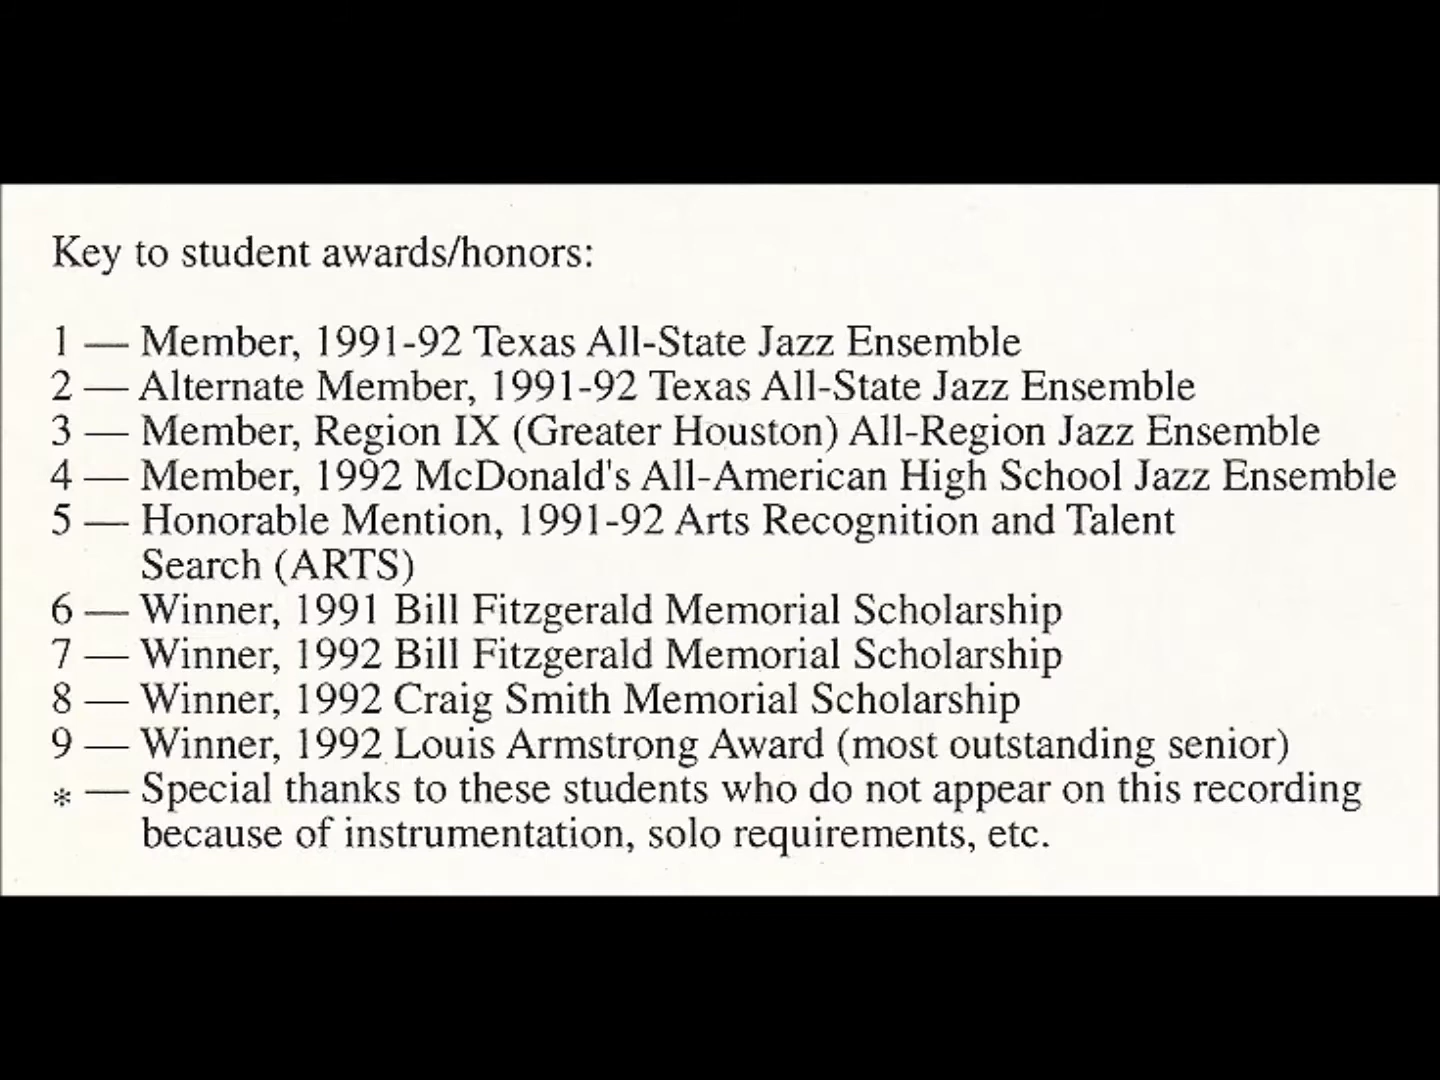 Key to student awards/honors:
1 — Member, 1991-92 Texas All-State Jazz Ensemble
2 — Alternate Member, 1991-92 Texas All-State Jazz Ensemble
3 — Member, Region IX (Greater Houston) All-Region Jazz Ensemble
4 — Member, 1992 McDonald's All-American High School Jazz Ensemble
5 — Honorable Mention, 1991-92 Arts Recognition and Talent
Search (ARTS)
6 — Winner, 1991 Bill Fitzgerald Memorial Scholarship
7 — Winner, 1992 Bill Fitzgerald Memorial Scholarship
8 — Winner, 1992 Craig Smith Memorial Scholarship
9 — Winner, 1992 Louis Armstrong Award (most outstanding senior)
* — Special thanks to these students who do not appear on this recording
because of instrumentation, solo requirements, etc.